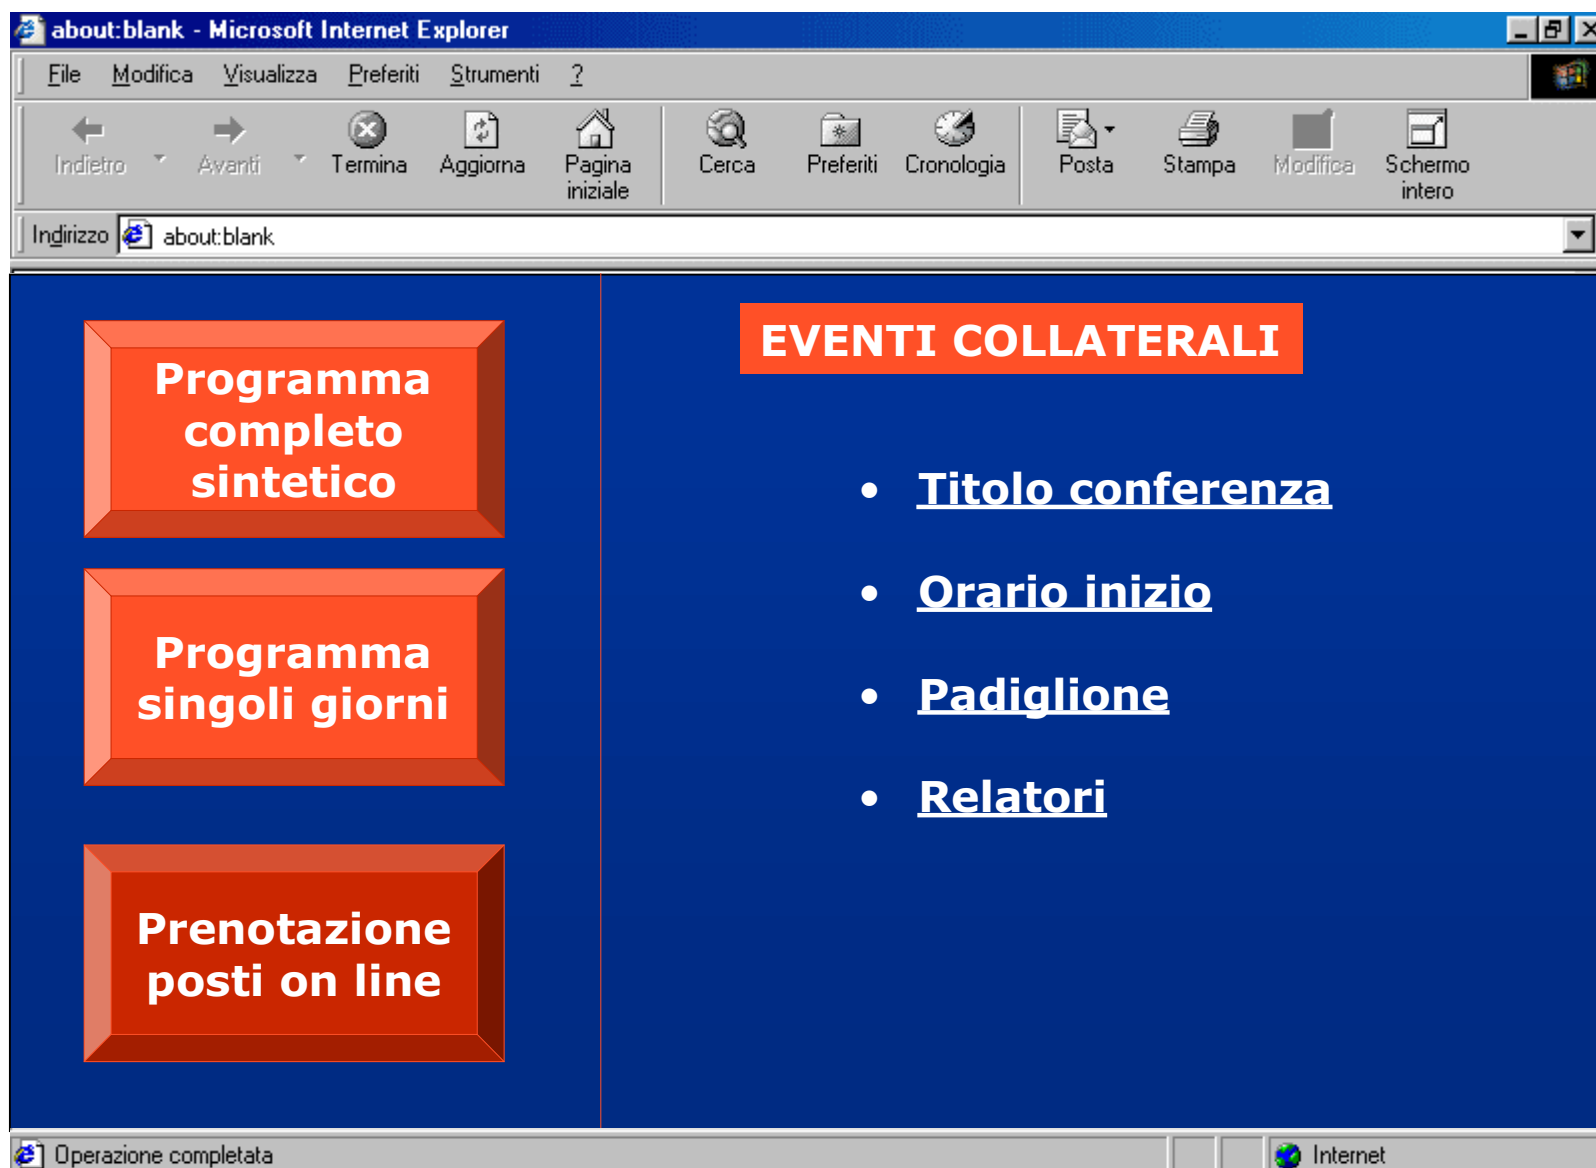 about:blank - Microsoft Internet Explorer
File Modifica Visualizza Preferiti Strumenti ?
Indietro Avanti Termina Aggiorna Pagina iniziale Cerca Preferiti Cronologia Posta Stampa Modifica Schermo intero
Indirizzo about:blank
Programma
completo
sintetico
Programma
singoli giorni
Prenotazione
posti on line
EVENTI COLLATERALI
• Titolo conferenza
• Orario inizio
• Padiglione
• Relatori
Operazione completata Internet